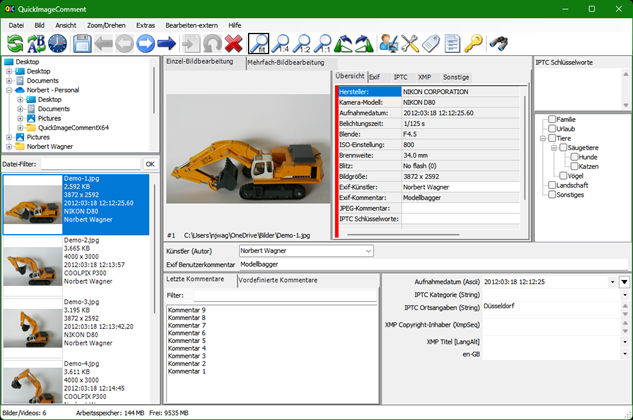 QuickImageComment
Datei Bild Ansicht Zoom/Drehen Extras Bearbeiten-extern Hilfe
fit 1:4 1:2 1:1
Desktop
Desktop
Documents
Norbert - Personal
Desktop
Documents
Pictures
QuickImageCommentX64
Pictures
Norbert Wagner
Datei-Filter: OK
Demo-1.jpg
2.592 KB
3872 x 2592
2012:03:18 12:12:25.60
NIKON D80
Norbert Wagner
Demo-2.jpg
3.665 KB
4000 x 3000
2012:03:18 12:13:57
COOLPIX P300
Norbert Wagner
Demo-3.jpg
3.195 KB
3872 x 2592
2012:03:18 12:13:42.20
NIKON D80
Norbert Wagner
Demo-4.jpg
3.611 KB
4000 x 3000
2012:03:18 12:14:45
COOLPIX P300
Norbert Wagner
Einzel-Bildbearbeitung Mehrfach-Bildbearbeitung
#1 C:\Users\njwag\OneDrive\Bilder\Demo-1.jpg
Übersicht Exif IPTC XMP Sonstige
Hersteller: NIKON CORPORATION
Kamera-Modell: NIKON D80
Aufnahmedatum: 2012:03:18 12:12:25.60
Belichtungszeit: 1/125 s
Blende: F4.5
ISO-Einstellung: 800
Brennweite: 34.0 mm
Blitz: No flash (0)
Bildgröße: 3872 x 2592
Exif-Künstler: Norbert Wagner
Exif-Kommentar: Modellbagger
JPEG-Kommentar:
IPTC Schlüsselworte:
IPTC Schlüsselworte
Familie
Urlaub
Tiere
Säugetiere
Hunde
Katzen
Vögel
Landschaft
Sonstiges
Künstler (Autor) Norbert Wagner
Exif Benutzerkommentar Modellbagger
Letzte Kommentare Vordefinierte Kommentare
Filter:
Kommentar 9
Kommentar 8
Kommentar 7
Kommentar 6
Kommentar 5
Kommentar 4
Kommentar 3
Kommentar 2
Kommentar 1
Aufnahmedatum (Ascii) 2012:03:18 12:12:25
IPTC Kategorie (String)
IPTC Ortsangaben (String) Düsseldorf
XMP Copyright-Inhaber (XmpSeq)
XMP Titel [LangAlt]
en-GB
Bilder/Videos: 6 Arbeitsspeicher: 144 MB Frei: 9535 MB